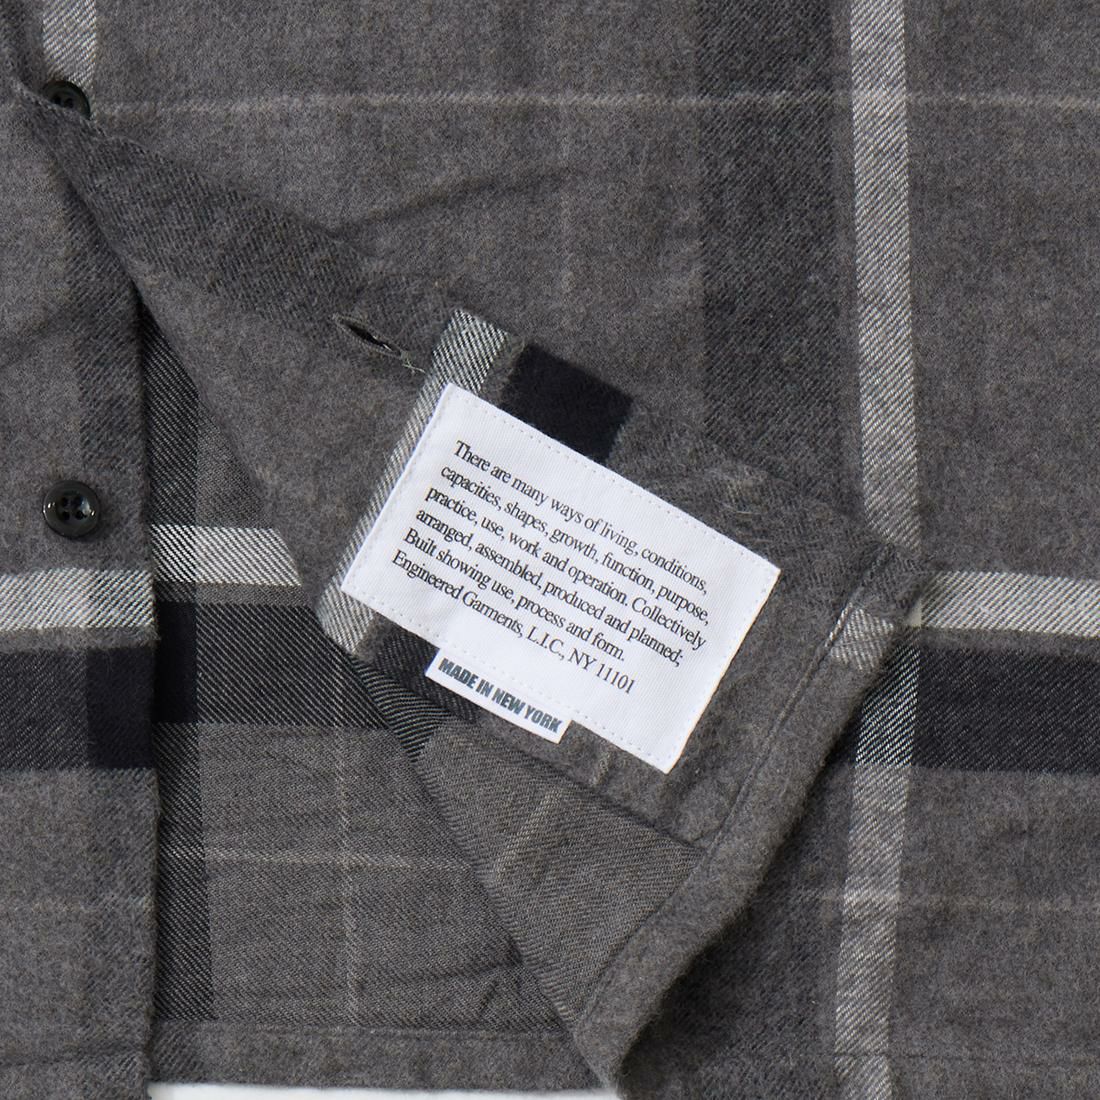 There are many ways of living, conditions,
capacities, shapes, growth, function, purpose,
practice, use, work and operation. Collectively
arranged, assembled, produced and planned;
Built showing use, process and form.
Engineered Garments, L.I.C., NY 11101
MADE IN NEW YORK